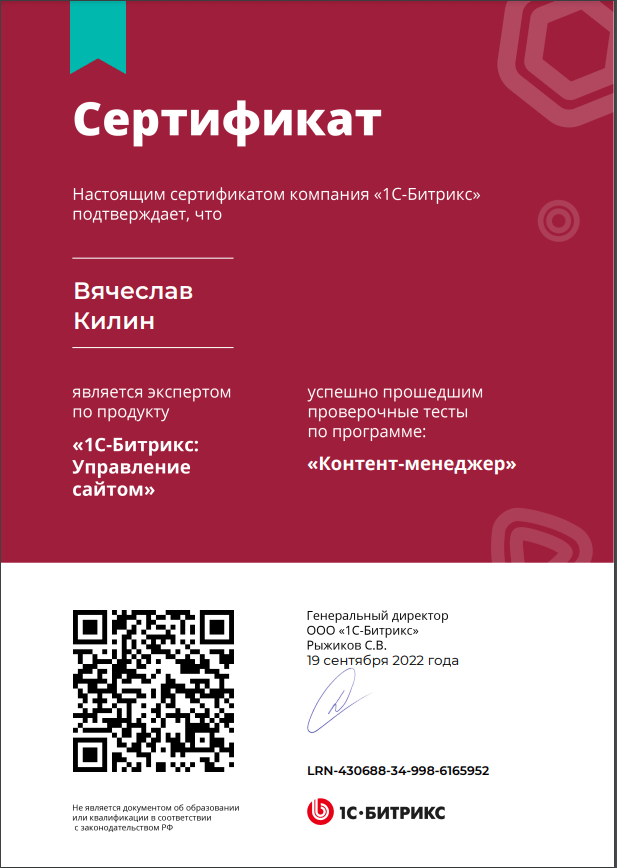 Сертификат
Настоящим сертификатом компания «1С-Битрикс»
подтверждает, что
Вячеслав
Килин
является экспертом
по продукту
«1С-Битрикс:
Управление
сайтом»
успешно прошедшим
проверочные тесты
по программе:
«Контент-менеджер»
Генеральный директор
ООО «1С-Битрикс»
Рыжиков С.В.
19 сентября 2022 года
LRN-430688-34-998-6165952
Не является документом об образовании
или квалификации в соответствии
с законодательством РФ
1С·БИТРИКС